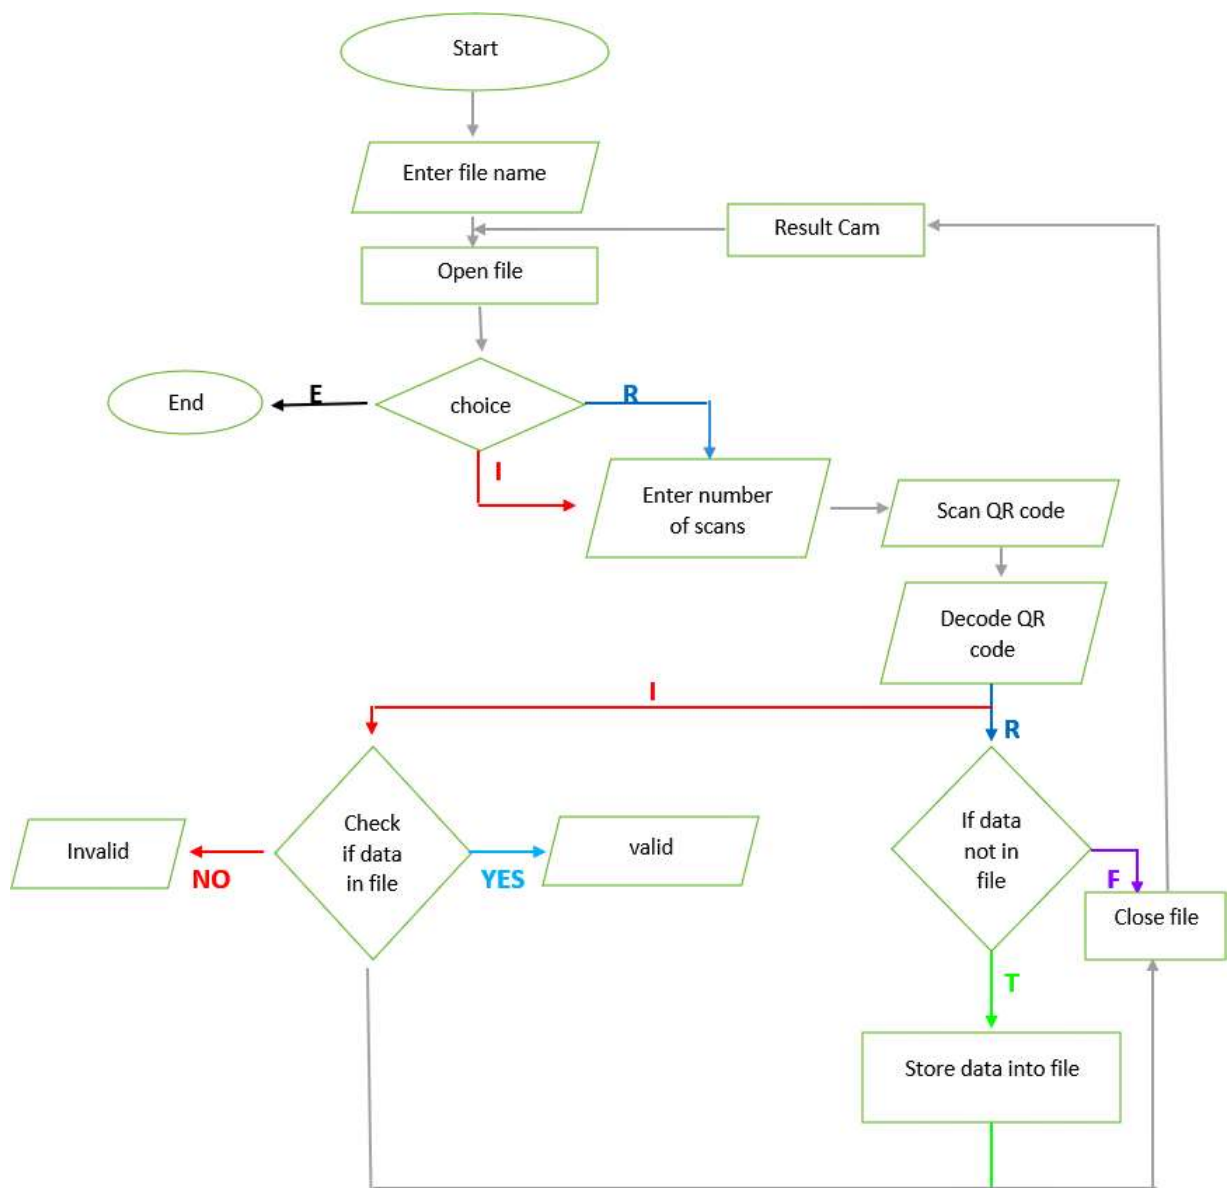 Start
Enter file name
Result Cam
Open file
End
E
choice
R
I
Enter number
of scans
Scan QR code
Decode QR
code
I
R
Invalid
NO
Check
if data
in file
YES
valid
If data
not in
file
F
Close file
T
Store data into file